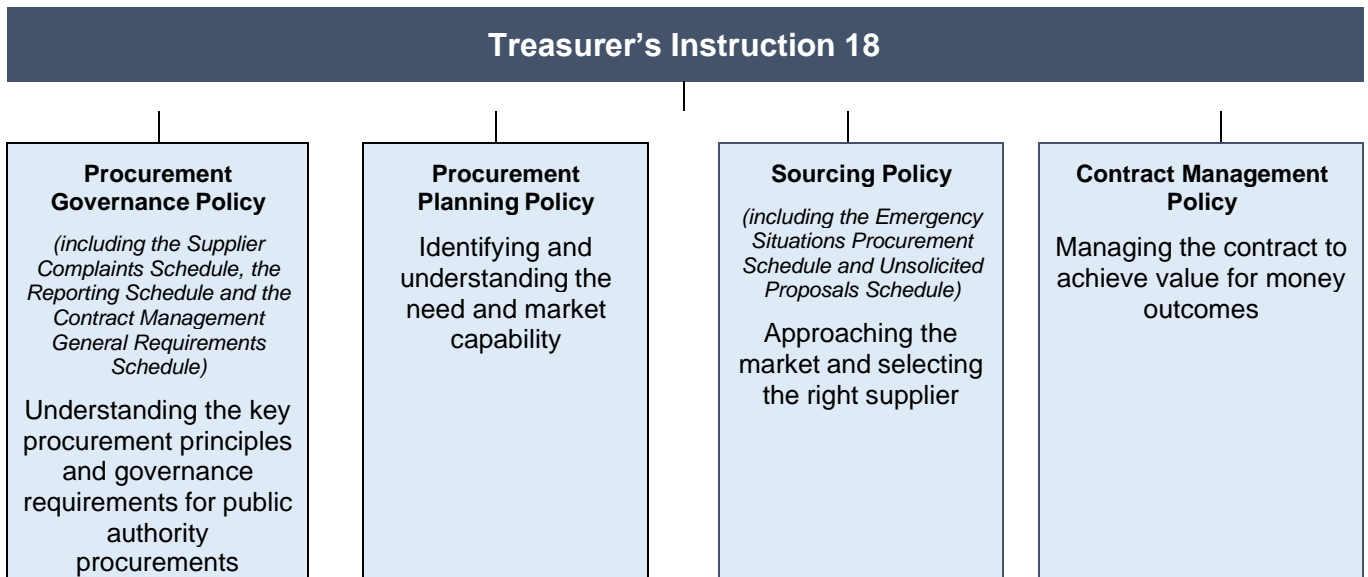 Treasurer’s Instruction 18
Procurement
Governance Policy
(including the Supplier
Complaints Schedule, the
Reporting Schedule and the
Contract Management
General Requirements
Schedule)
Understanding the key
procurement principles
and governance
requirements for public
authority
procurements
Procurement
Planning Policy
Identifying and
understanding the
need and market
capability
Sourcing Policy
(including the Emergency
Situations Procurement
Schedule and Unsolicited
Proposals Schedule)
Approaching the
market and selecting
the right supplier
Contract Management
Policy
Managing the contract to
achieve value for money
outcomes